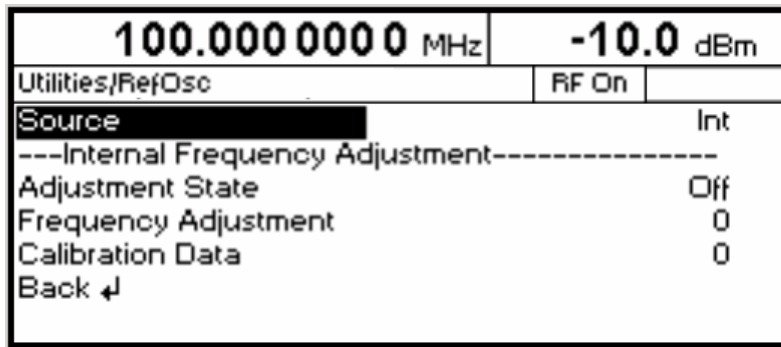 100.000 000 0 MHz -10.0 dBm
Utilities/RefOsc RF On
Source Int
---Internal Frequency Adjustment---------------
Adjustment State Off
Frequency Adjustment 0
Calibration Data 0
Back ↲